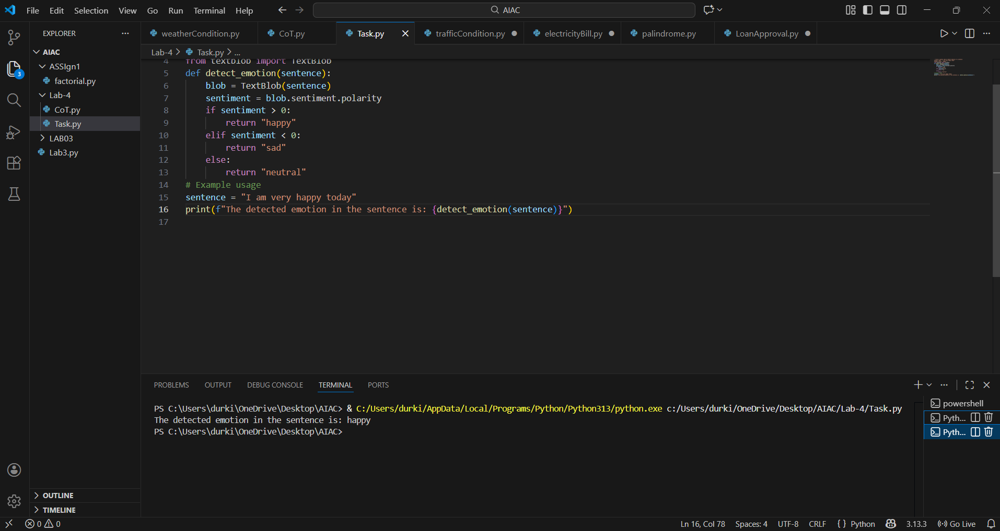 File Edit Selection View Go Run Terminal Help
AIAC
EXPLORER
weatherCondition.py
CoT.py
Task.py
trafficCondition.py
electricityBill.py
palindrome.py
LoanApproval.py
AIAC
ASSIgn1
factorial.py
Lab-4
CoT.py
Task.py
LAB03
Lab3.py
3
Lab-4 > Task.py > ...
4 from textblob import TextBlob
5 def detect_emotion(sentence):
6 blob = TextBlob(sentence)
7 sentiment = blob.sentiment.polarity
8 if sentiment > 0:
9 return "happy"
10 elif sentiment < 0:
11 return "sad"
12 else:
13 return "neutral"
14 # Example usage
15 sentence = "I am very happy today"
16 print(f"The detected emotion in the sentence is: {detect_emotion(sentence)}")
17
PROBLEMS OUTPUT DEBUG CONSOLE TERMINAL PORTS
PS C:\Users\durki\OneDrive\Desktop\AIAC> & C:/Users/durki/AppData/Local/Programs/Python/Python313/python.exe c:/Users/durki/OneDrive/Desktop/AIAC/Lab-4/Task.py
The detected emotion in the sentence is: happy
PS C:\Users\durki\OneDrive\Desktop\AIAC>
powershell
Pyth...
Pyth...
OUTLINE
TIMELINE
0 0
Ln 16, Col 78 Spaces: 4 UTF-8 CRLF { } Python 3.13.3 Go Live